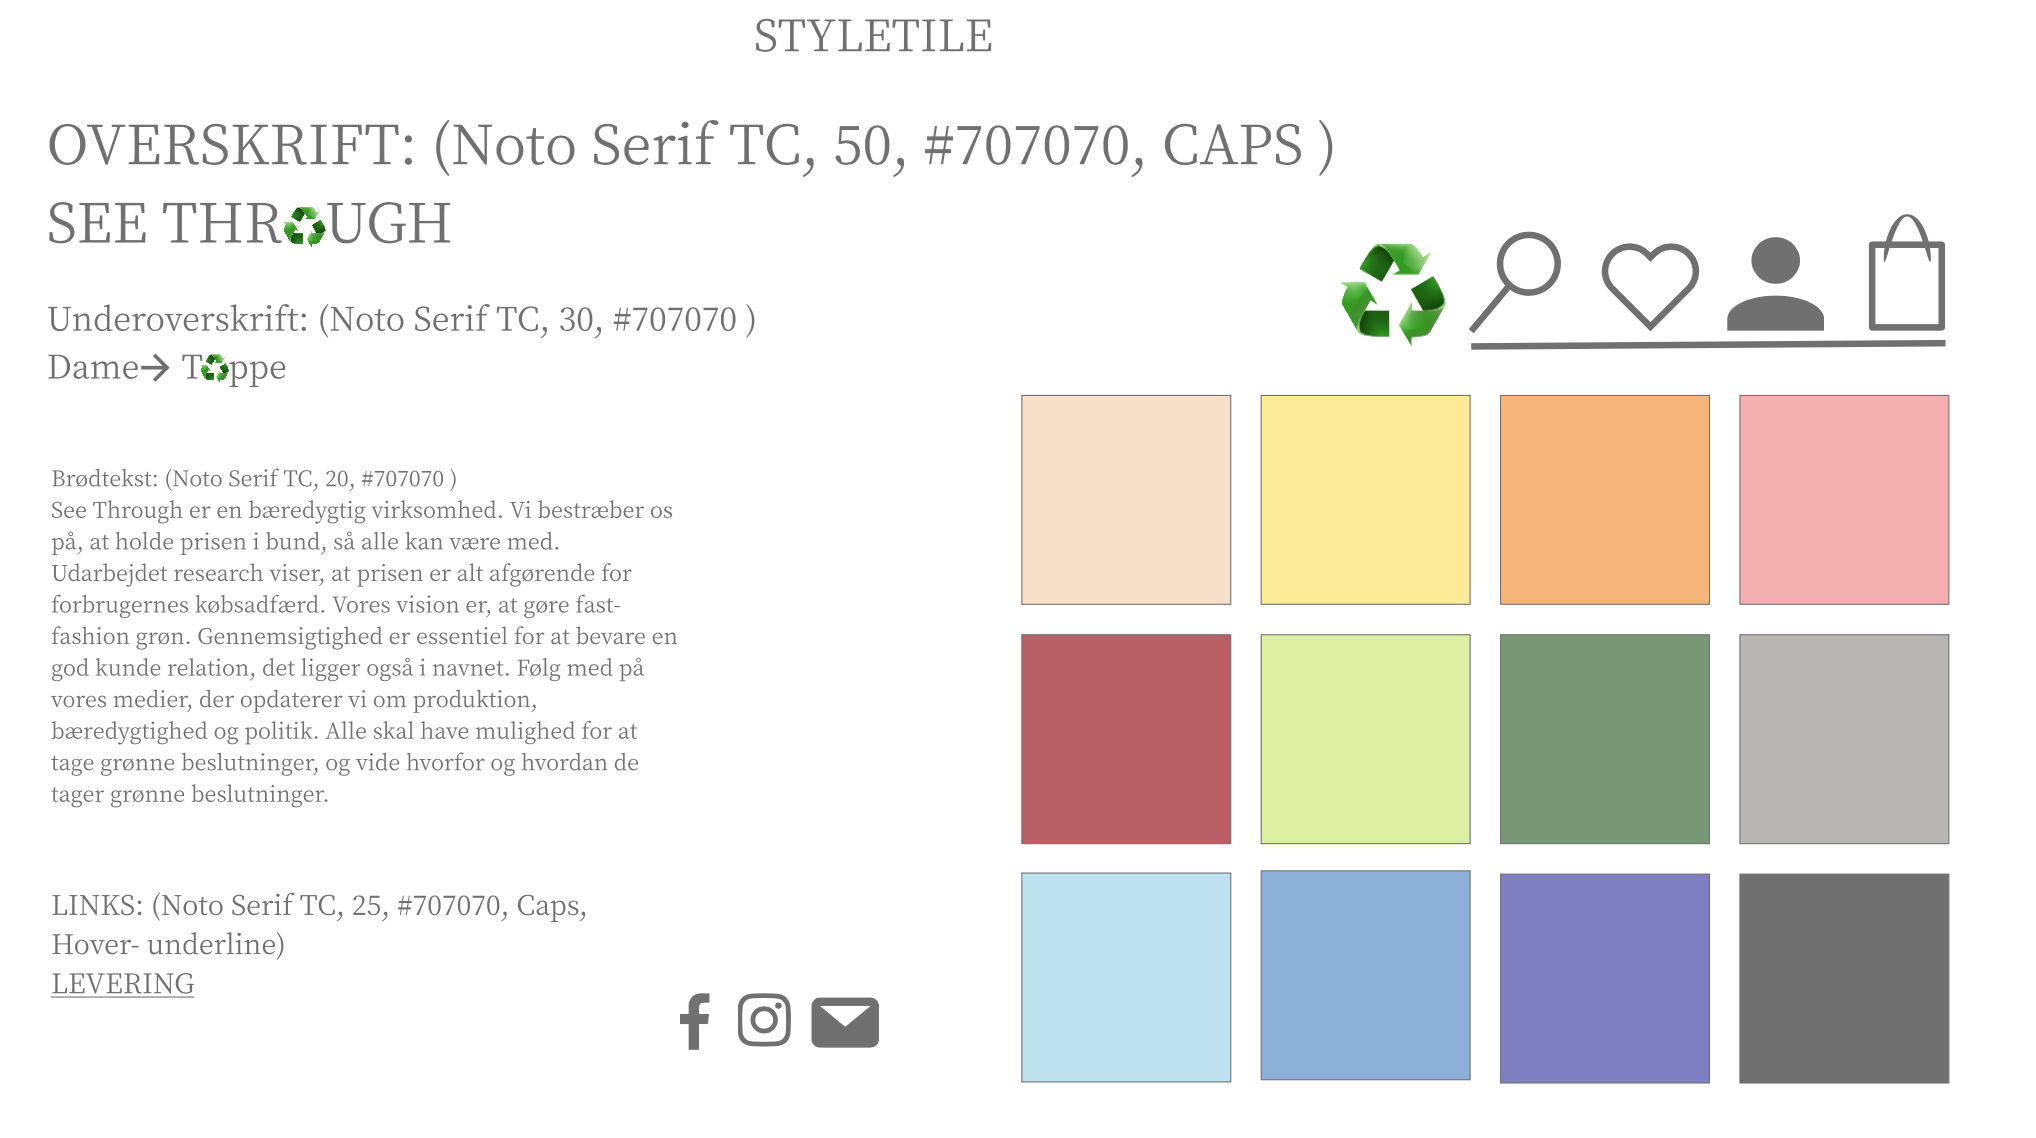 STYLETILE
OVERSKRIFT: (Noto Serif TC, 50, #707070, CAPS )
SEE THR♻UGH
Underoverskrift: (Noto Serif TC, 30, #707070 )
Dame→ T♻ppe
Brødtekst: (Noto Serif TC, 20, #707070 )
See Through er en bæredygtig virksomhed. Vi bestræber os
på, at holde prisen i bund, så alle kan være med.
Udarbejdet research viser, at prisen er alt afgørende for
forbrugernes købsadfærd. Vores vision er, at gøre fast-
fashion grøn. Gennemsigtighed er essentiel for at bevare en
god kunde relation, det ligger også i navnet. Følg med på
vores medier, der opdaterer vi om produktion,
bæredygtighed og politik. Alle skal have mulighed for at
tage grønne beslutninger, og vide hvorfor og hvordan de
tager grønne beslutninger.
LINKS: (Noto Serif TC, 25, #707070, Caps,
Hover- underline)
LEVERING